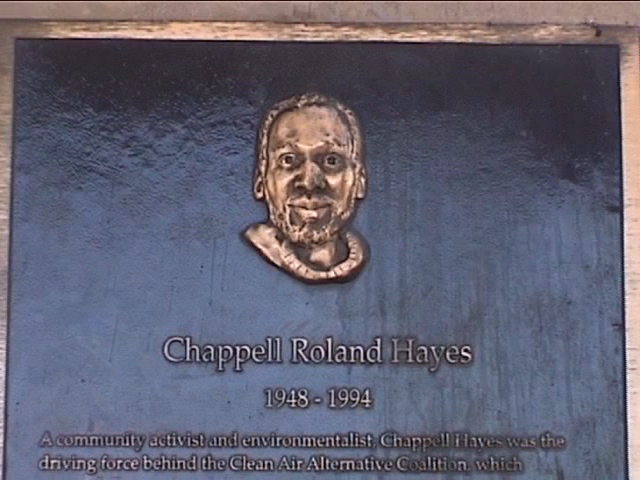 Chappell Roland Hayes
1948 - 1994
A community activist and environmentalist, Chappell Hayes was the
driving force behind the Clean Air Alternative Coalition, which